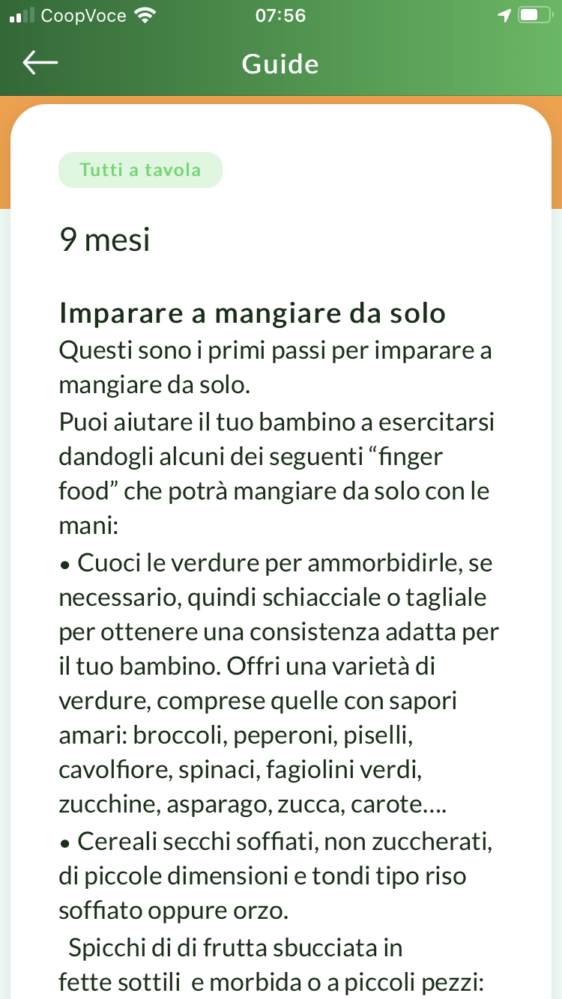 CoopVoce
07:56
Guide
Tutti a tavola
9 mesi
Imparare a mangiare da solo
Questi sono i primi passi per imparare a
mangiare da solo.
Puoi aiutare il tuo bambino a esercitarsi
dandogli alcuni dei seguenti “finger
food” che potrà mangiare da solo con le
mani:
• Cuoci le verdure per ammorbidirle, se
necessario, quindi schiacciale o tagliale
per ottenere una consistenza adatta per
il tuo bambino. Offri una varietà di
verdure, comprese quelle con sapori
amari: broccoli, peperoni, piselli,
cavolfiore, spinaci, fagiolini verdi,
zucchine, asparago, zucca, carote....
• Cereali secchi soffiati, non zuccherati,
di piccole dimensioni e tondi tipo riso
soffiato oppure orzo.
Spicchi di di frutta sbucciata in
fette sottili  e morbida o a piccoli pezzi: